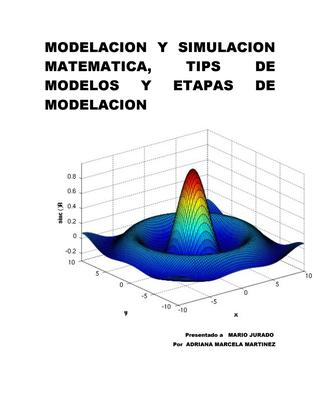 MODELACION Y SIMULACION
MATEMATICA, TIPS DE
MODELOS Y ETAPAS DE
MODELACION
0.8
0.6
0.4
0.2
0
-0.2
10
5
0
-5
-10
-10
-5
0
5
10
sinc (R)
y
x
Presentado a MARIO JURADO
Por ADRIANA MARCELA MARTINEZ